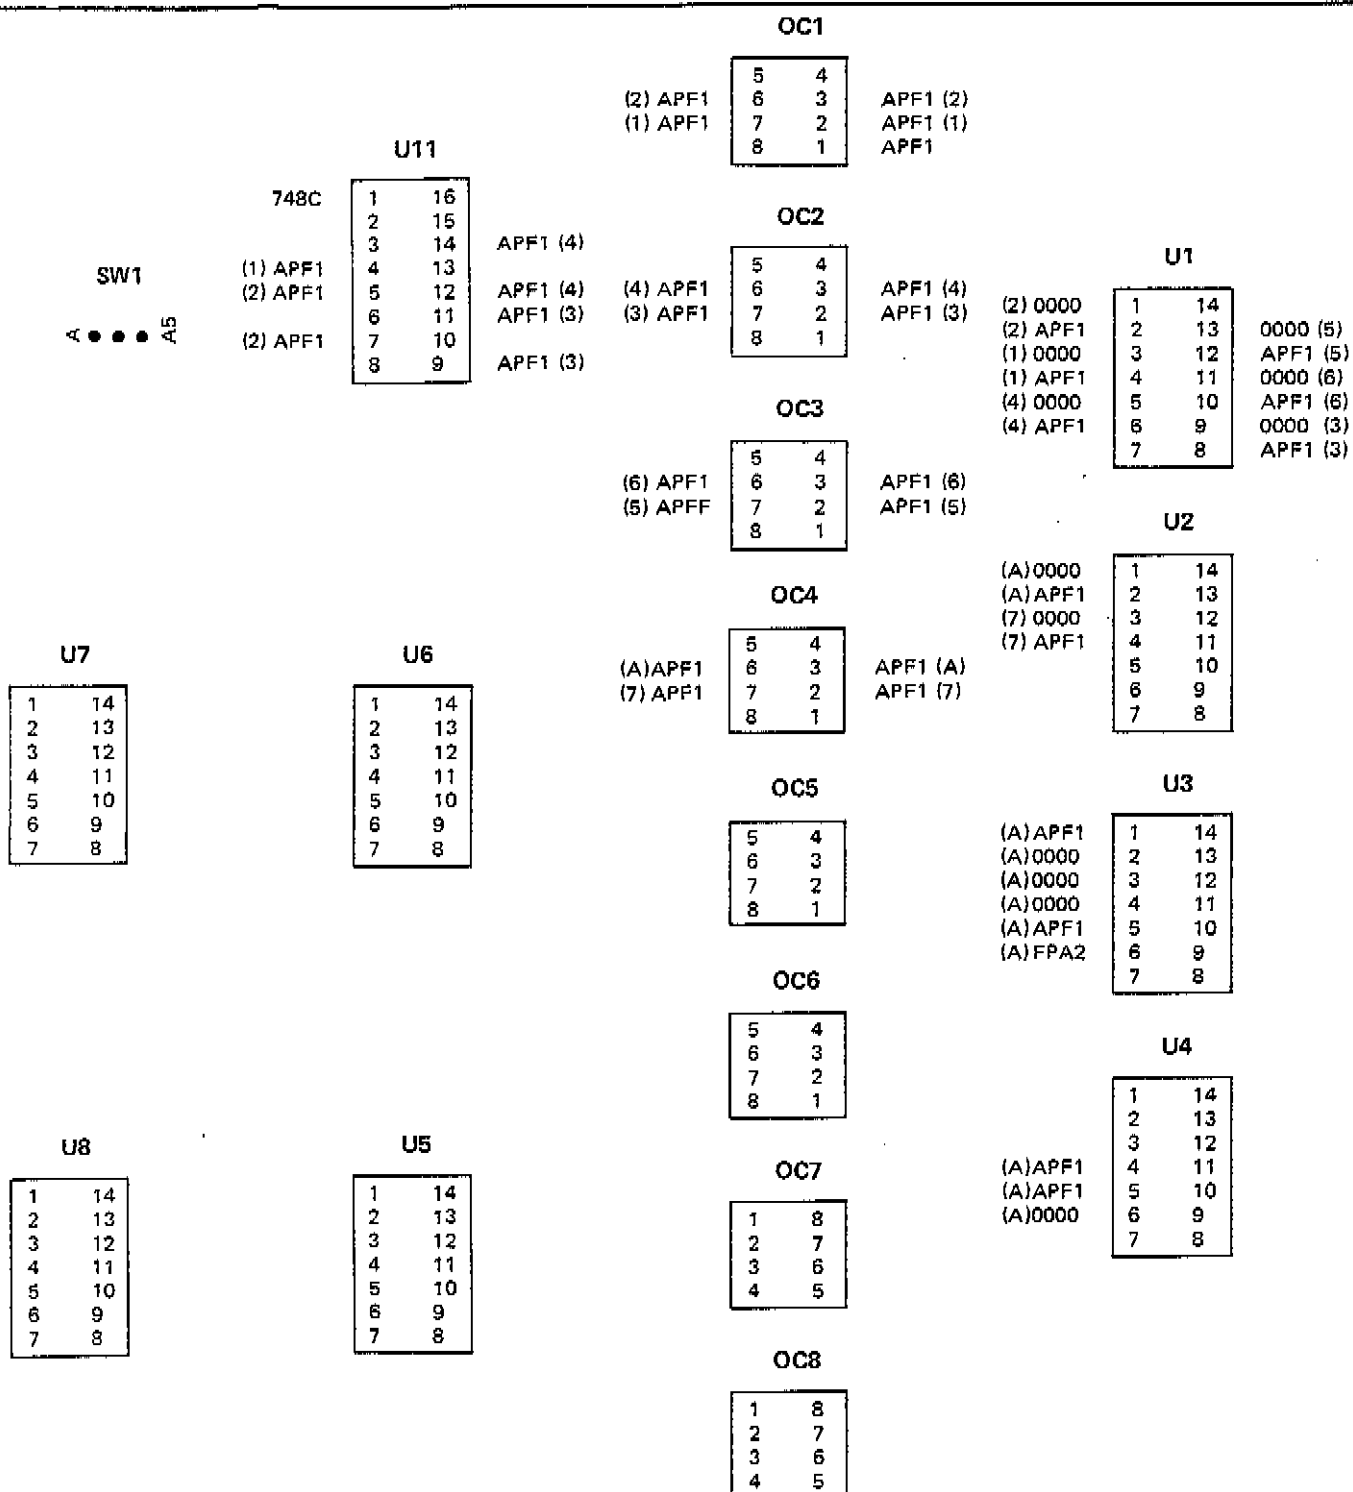 OC1
5 4
(2) APF1 6 3 APF1 (2)
(1) APF1 7 2 APF1 (1)
8 1 APF1
U11
748C 1 16
2 15
3 14 APF1 (4)
(1) APF1 4 13
(2) APF1 5 12 APF1 (4)
6 11 APF1 (3)
(2) APF1 7 10
8 9 APF1 (3)
SW1
A A5
OC2
5 4
(4) APF1 6 3 APF1 (4)
(3) APF1 7 2 APF1 (3)
8 1
U1
(2) 0000 1 14
(2) APF1 2 13 0000 (5)
(1) 0000 3 12 APF1 (5)
(1) APF1 4 11 0000 (6)
(4) 0000 5 10 APF1 (6)
(4) APF1 6 9 0000 (3)
7 8 APF1 (3)
OC3
5 4
(6) APF1 6 3 APF1 (6)
(5) APFF 7 2 APF1 (5)
8 1
U2
(A)0000 1 14
(A)APF1 2 13
(7) 0000 3 12
(7) APF1 4 11
5 10
6 9
7 8
OC4
5 4
(A)APF1 6 3 APF1 (A)
(7) APF1 7 2 APF1 (7)
8 1
U7
1 14
2 13
3 12
4 11
5 10
6 9
7 8
U6
1 14
2 13
3 12
4 11
5 10
6 9
7 8
OC5
5 4
6 3
7 2
8 1
U3
(A)APF1 1 14
(A)0000 2 13
(A)0000 3 12
(A)0000 4 11
(A)APF1 5 10
(A)FPA2 6 9
7 8
OC6
5 4
6 3
7 2
8 1
U4
1 14
2 13
3 12
(A)APF1 4 11
(A)APF1 5 10
(A)0000 6 9
7 8
U8
1 14
2 13
3 12
4 11
5 10
6 9
7 8
U5
1 14
2 13
3 12
4 11
5 10
6 9
7 8
OC7
1 8
2 7
3 6
4 5
OC8
1 8
2 7
3 6
4 5